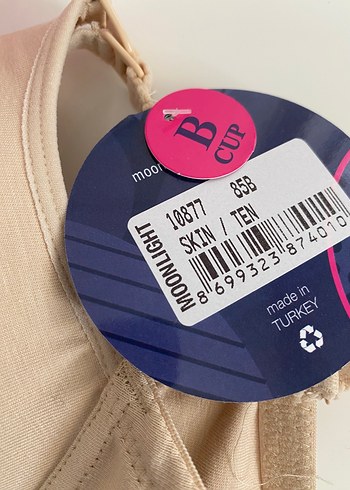 B
CUP
moon
MOONLIGHT
10877 85B
SKIN / TEN
8 699323 874010
made in
TURKEY